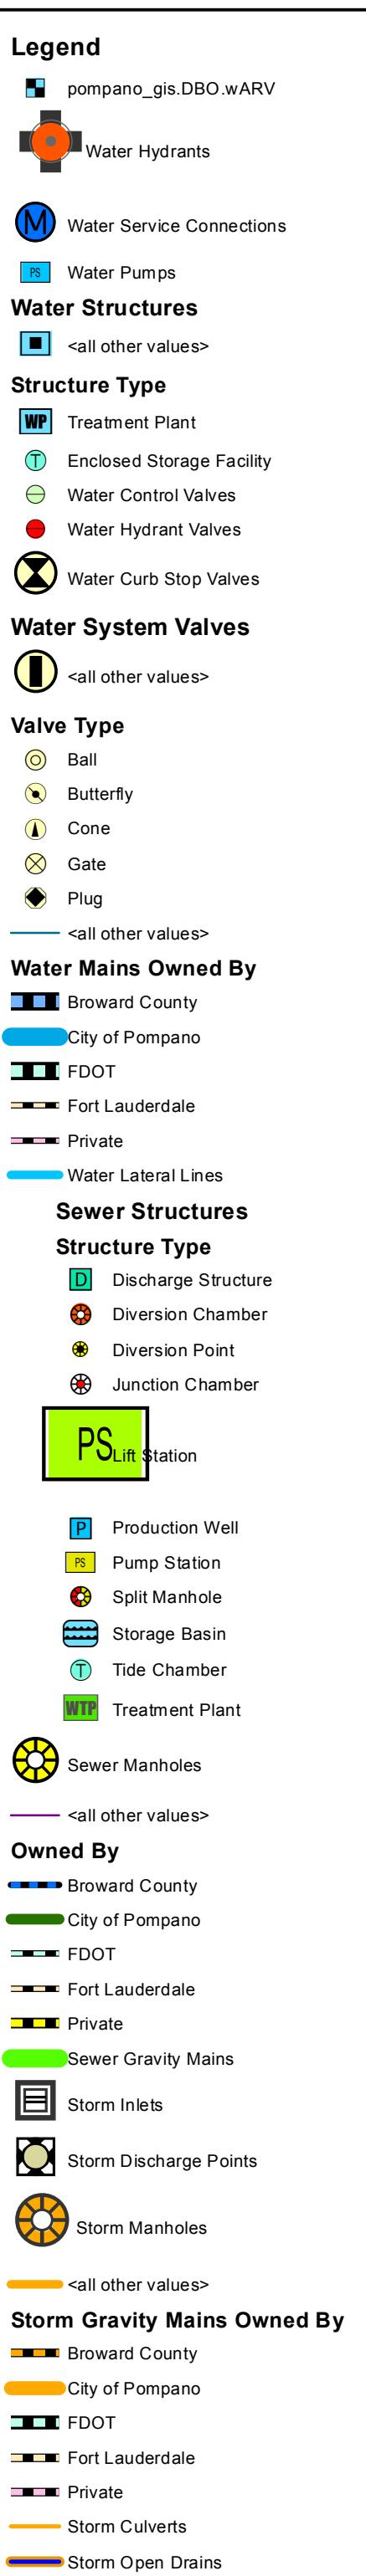 Legend
pompano_gis.DBO.wARV
Water Hydrants
M Water Service Connections
PS Water Pumps
Water Structures
<all other values>
Structure Type
WP Treatment Plant
T Enclosed Storage Facility
Water Control Valves
Water Hydrant Valves
Water Curb Stop Valves
Water System Valves
<all other values>
Valve Type
Ball
Butterfly
Cone
Gate
Plug
<all other values>
Water Mains Owned By
Broward County
City of Pompano
FDOT
Fort Lauderdale
Private
Water Lateral Lines
Sewer Structures
Structure Type
D Discharge Structure
Diversion Chamber
Diversion Point
Junction Chamber
PS Lift Station
P Production Well
PS Pump Station
Split Manhole
Storage Basin
T Tide Chamber
WTP Treatment Plant
Sewer Manholes
<all other values>
Owned By
Broward County
City of Pompano
FDOT
Fort Lauderdale
Private
Sewer Gravity Mains
Storm Inlets
Storm Discharge Points
Storm Manholes
<all other values>
Storm Gravity Mains Owned By
Broward County
City of Pompano
FDOT
Fort Lauderdale
Private
Storm Culverts
Storm Open Drains